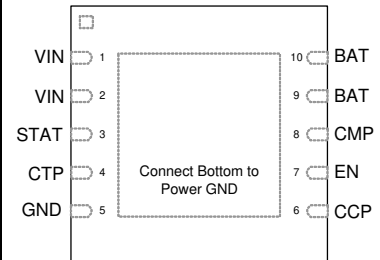 VIN 1 10 BAT
VIN 2 9 BAT
STAT 3 8 CMP
CTP 4 Connect Bottom to 7 EN
Power GND
GND 5 6 CCP